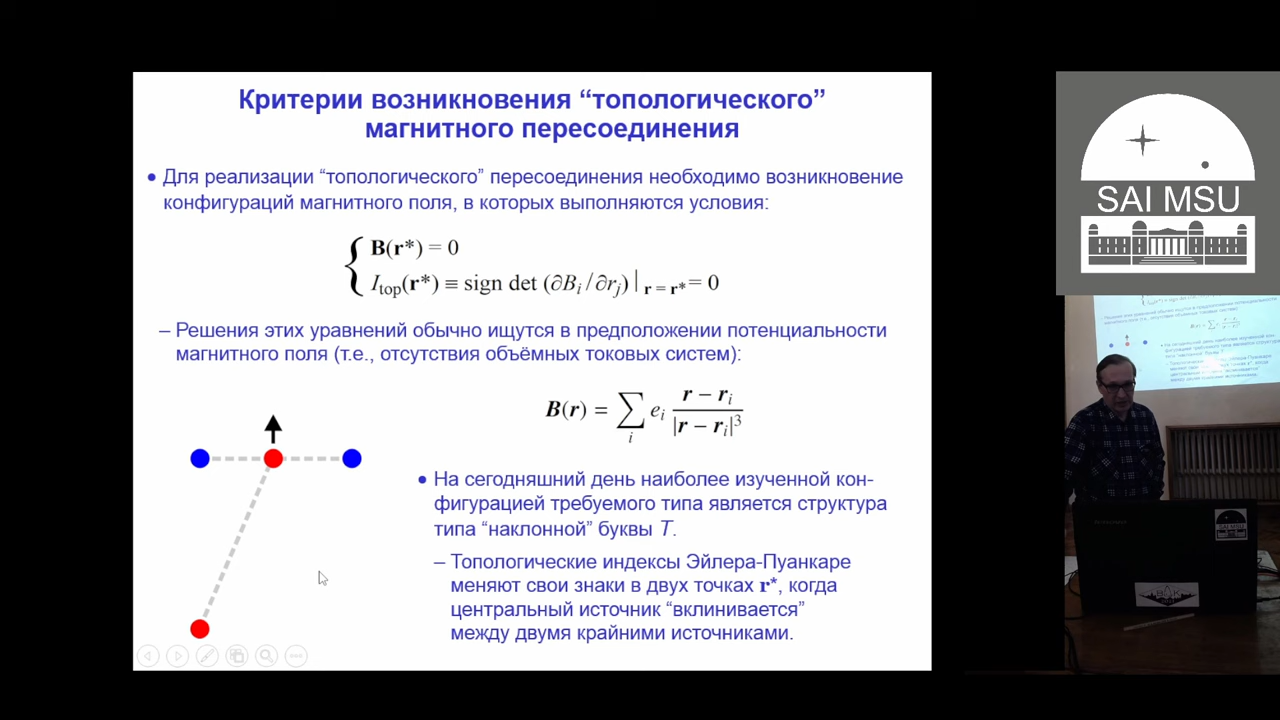 Критерии возникновения “топологического”
магнитного пересоединения
• Для реализации “топологического” пересоединения необходимо возникновение
конфигураций магнитного поля, в которых выполняются условия:
B(r*) = 0
I_top(r*) ≡ sign det (∂B_i/∂r_j)|_r = r* = 0
– Решения этих уравнений обычно ищутся в предположении потенциальности
магнитного поля (т.е., отсутствия объёмных токовых систем):
B(r) = ∑_i e_i (r – r_i)/|r – r_i|³
• На сегодняшний день наиболее изученной кон-
фигурацией требуемого типа является структура
типа “наклонной” буквы T.
– Топологические индексы Эйлера-Пуанкаре
меняют свои знаки в двух точках r*, когда
центральный источник “вклинивается”
между двумя крайними источниками.
SAI MSU